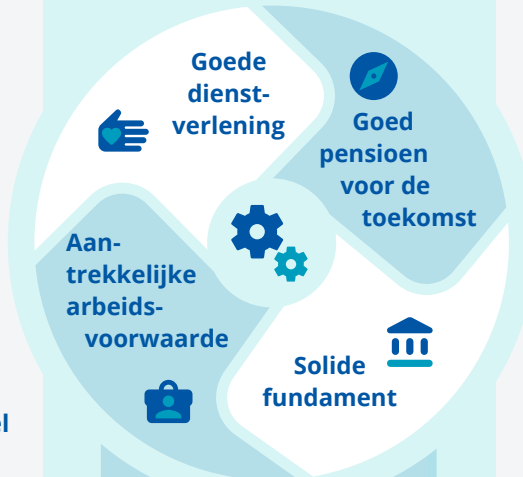 Goede
dienst-
verlening
Goed
pensioen
voor de
toekomst
Aan-
trekkelijke
arbeids-
voorwaarde
Solide
fundament